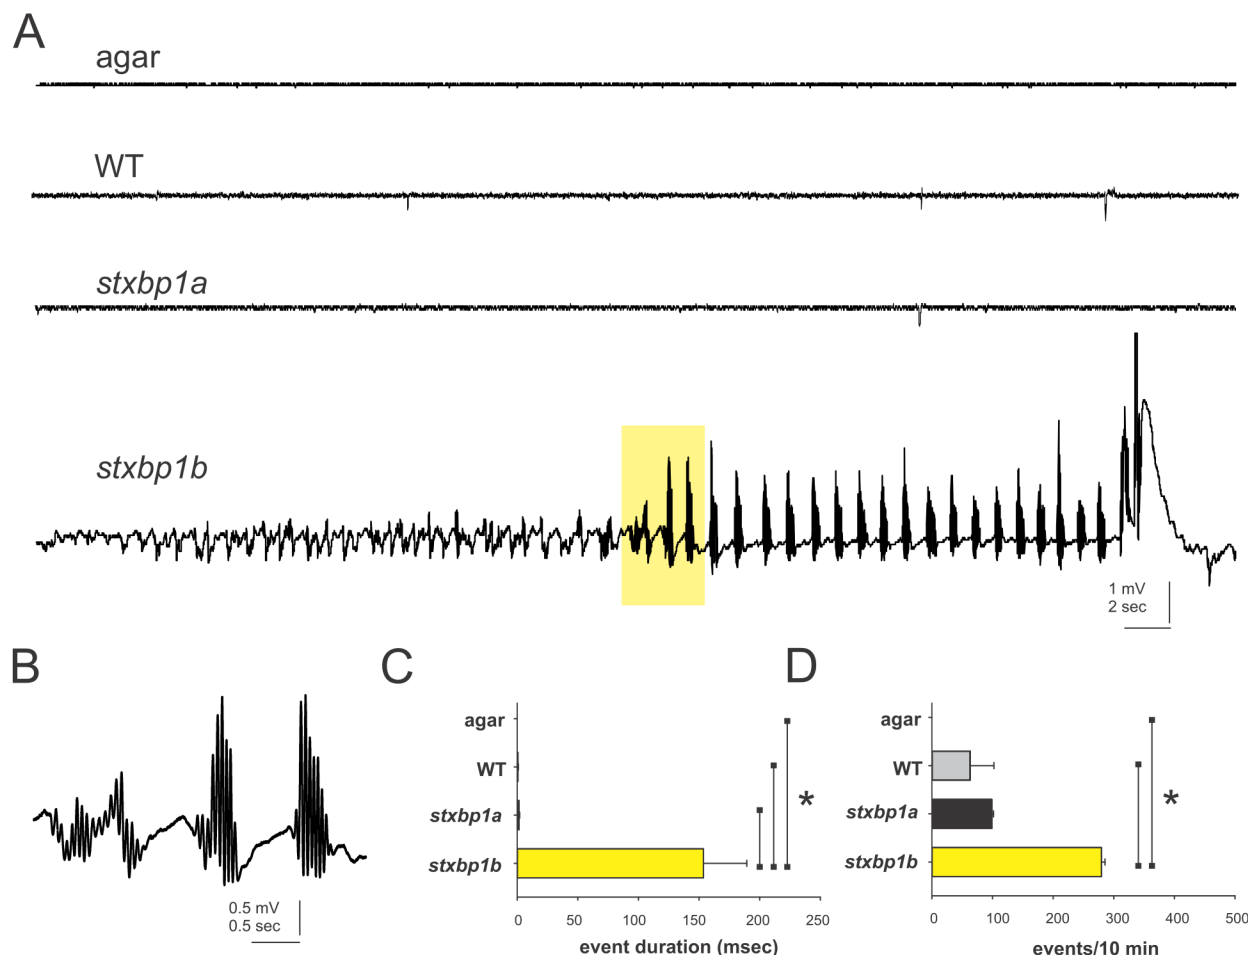 A
agar
WT
stxbp1a
stxbp1b
1 mV
2 sec
B
0.5 mV
0.5 sec
C
agar
WT
stxbp1a
stxbp1b
*
0 50 100 150 200 250
event duration (msec)
D
agar
WT
stxbp1a
stxbp1b
*
0 100 200 300 400 500
events/10 min